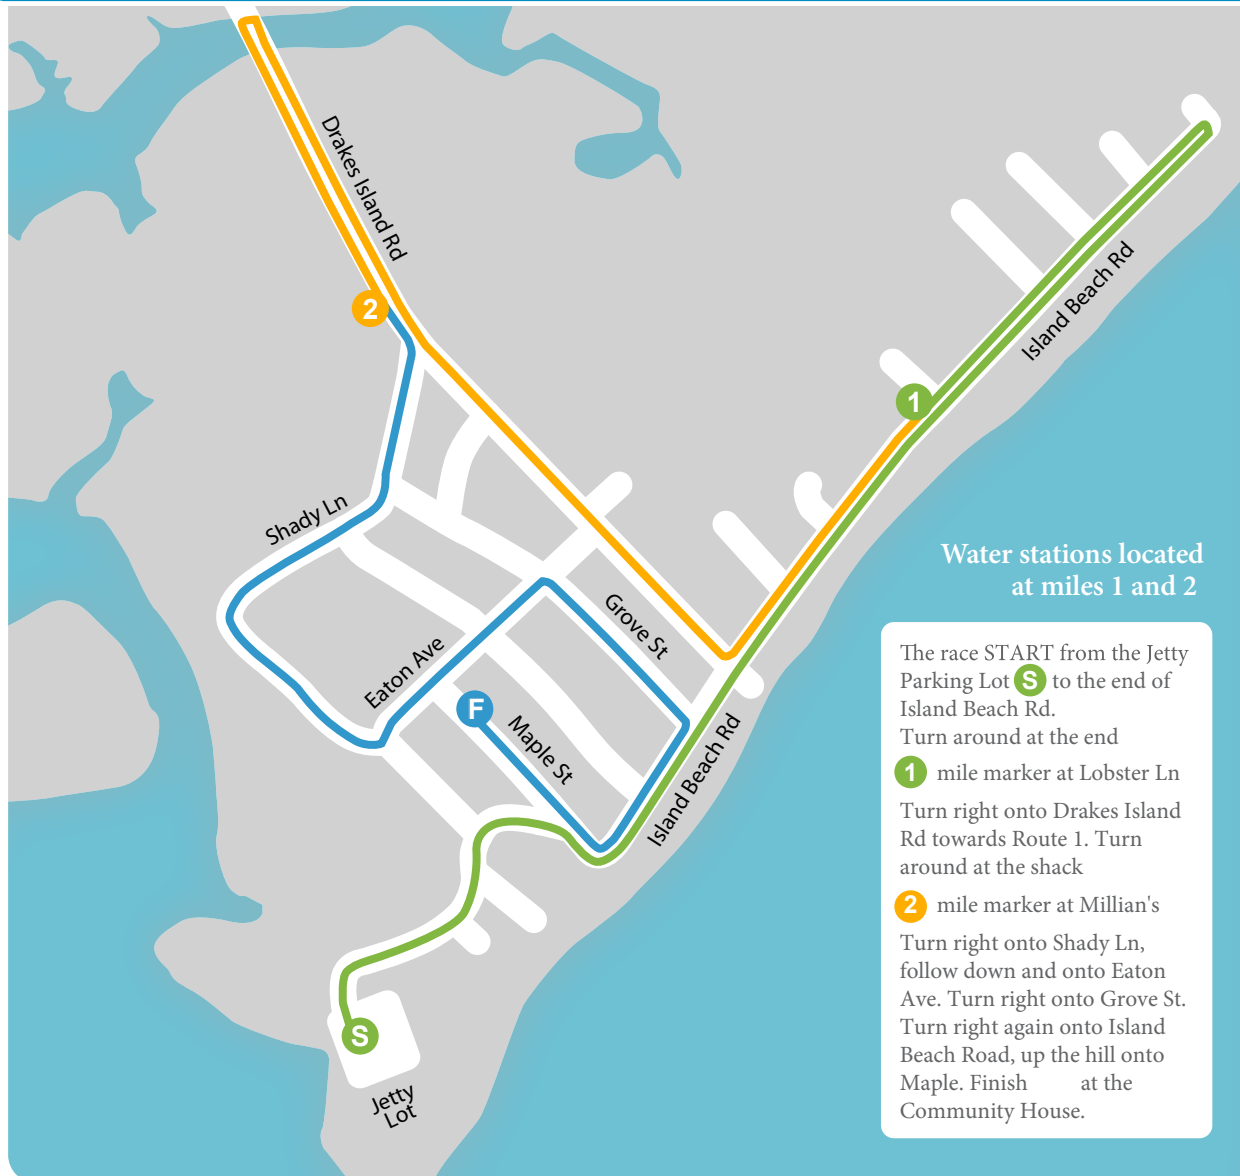 Drakes Island Rd
2
Island Beach Rd
1
Shady Ln
Water stations located
at miles 1 and 2
Grove St
Eaton Ave
F
Maple St
Island Beach Rd
S
Jetty
Lot
The race START from the Jetty
Parking Lot S to the end of
Island Beach Rd.
Turn around at the end
1 mile marker at Lobster Ln
Turn right onto Drakes Island
Rd towards Route 1. Turn
around at the shack
2 mile marker at Millian's
Turn right onto Shady Ln,
follow down and onto Eaton
Ave. Turn right onto Grove St.
Turn right again onto Island
Beach Road, up the hill onto
Maple. Finish at the
Community House.